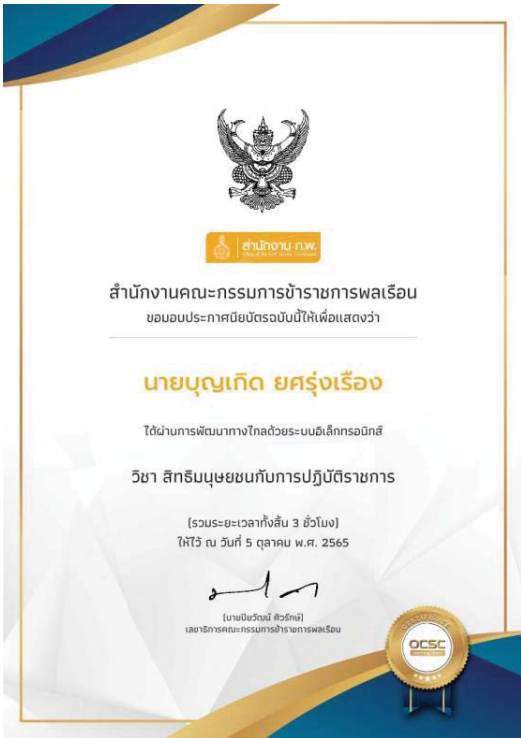 สำนักงาน ก.พ.
สำนักงานคณะกรรมการข้าราชการพลเรือน
ขอมอบประกาศนียบัตรฉบับนี้ให้เพื่อแสดงว่า
นายบุญเกิด ยศรุ่งเรือง
ได้ผ่านการพัฒนาทางไกลด้วยระบบอิเล็กทรอนิกส์
วิชา สิทธิมนุษยชนกับการปฏิบัติราชการ
(รวมระยะเวลาทั้งสิ้น 3 ชั่วโมง)
ให้ไว้ ณ วันที่ 5 ตุลาคม พ.ศ. 2565
(นายปิยวัฒน์ ศิวรักษ์)
เลขาธิการคณะกรรมการข้าราชการพลเรือน
CERTIFICATE
OCSC